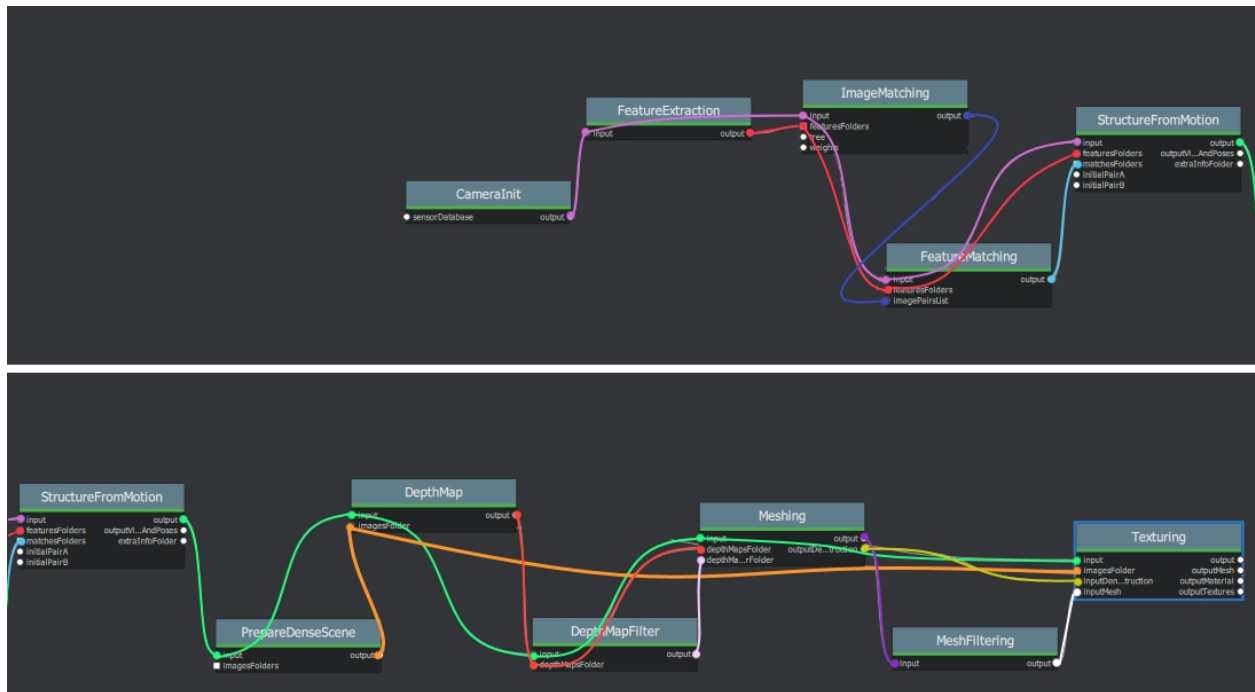 ImageMatching
FeatureExtraction
input output
featuresFolders
tree
weights
input output
StructureFromMotion
input output
featuresFolders outputVi...AndPoses
matchesFolders extraInfoFolder
initialPairA
initialPairB
CameraInit
sensorDatabase output
FeatureMatching
input output
featuresFolders
imagePairsList
StructureFromMotion
input output
featuresFolders outputVi...AndPoses
matchesFolders extraInfoFolder
initialPairA
initialPairB
DepthMap
input output
imagesFolder
Meshing
input output
depthMapsFolder outputDe...truction
depthMa...rFolder
Texturing
input output
imagesFolder outputMesh
inputDen...truction outputMaterial
inputMesh outputTextures
PrepareDenseScene
input output
imagesFolders
DepthMapFilter
input output
depthMapsFolder
MeshFiltering
input output